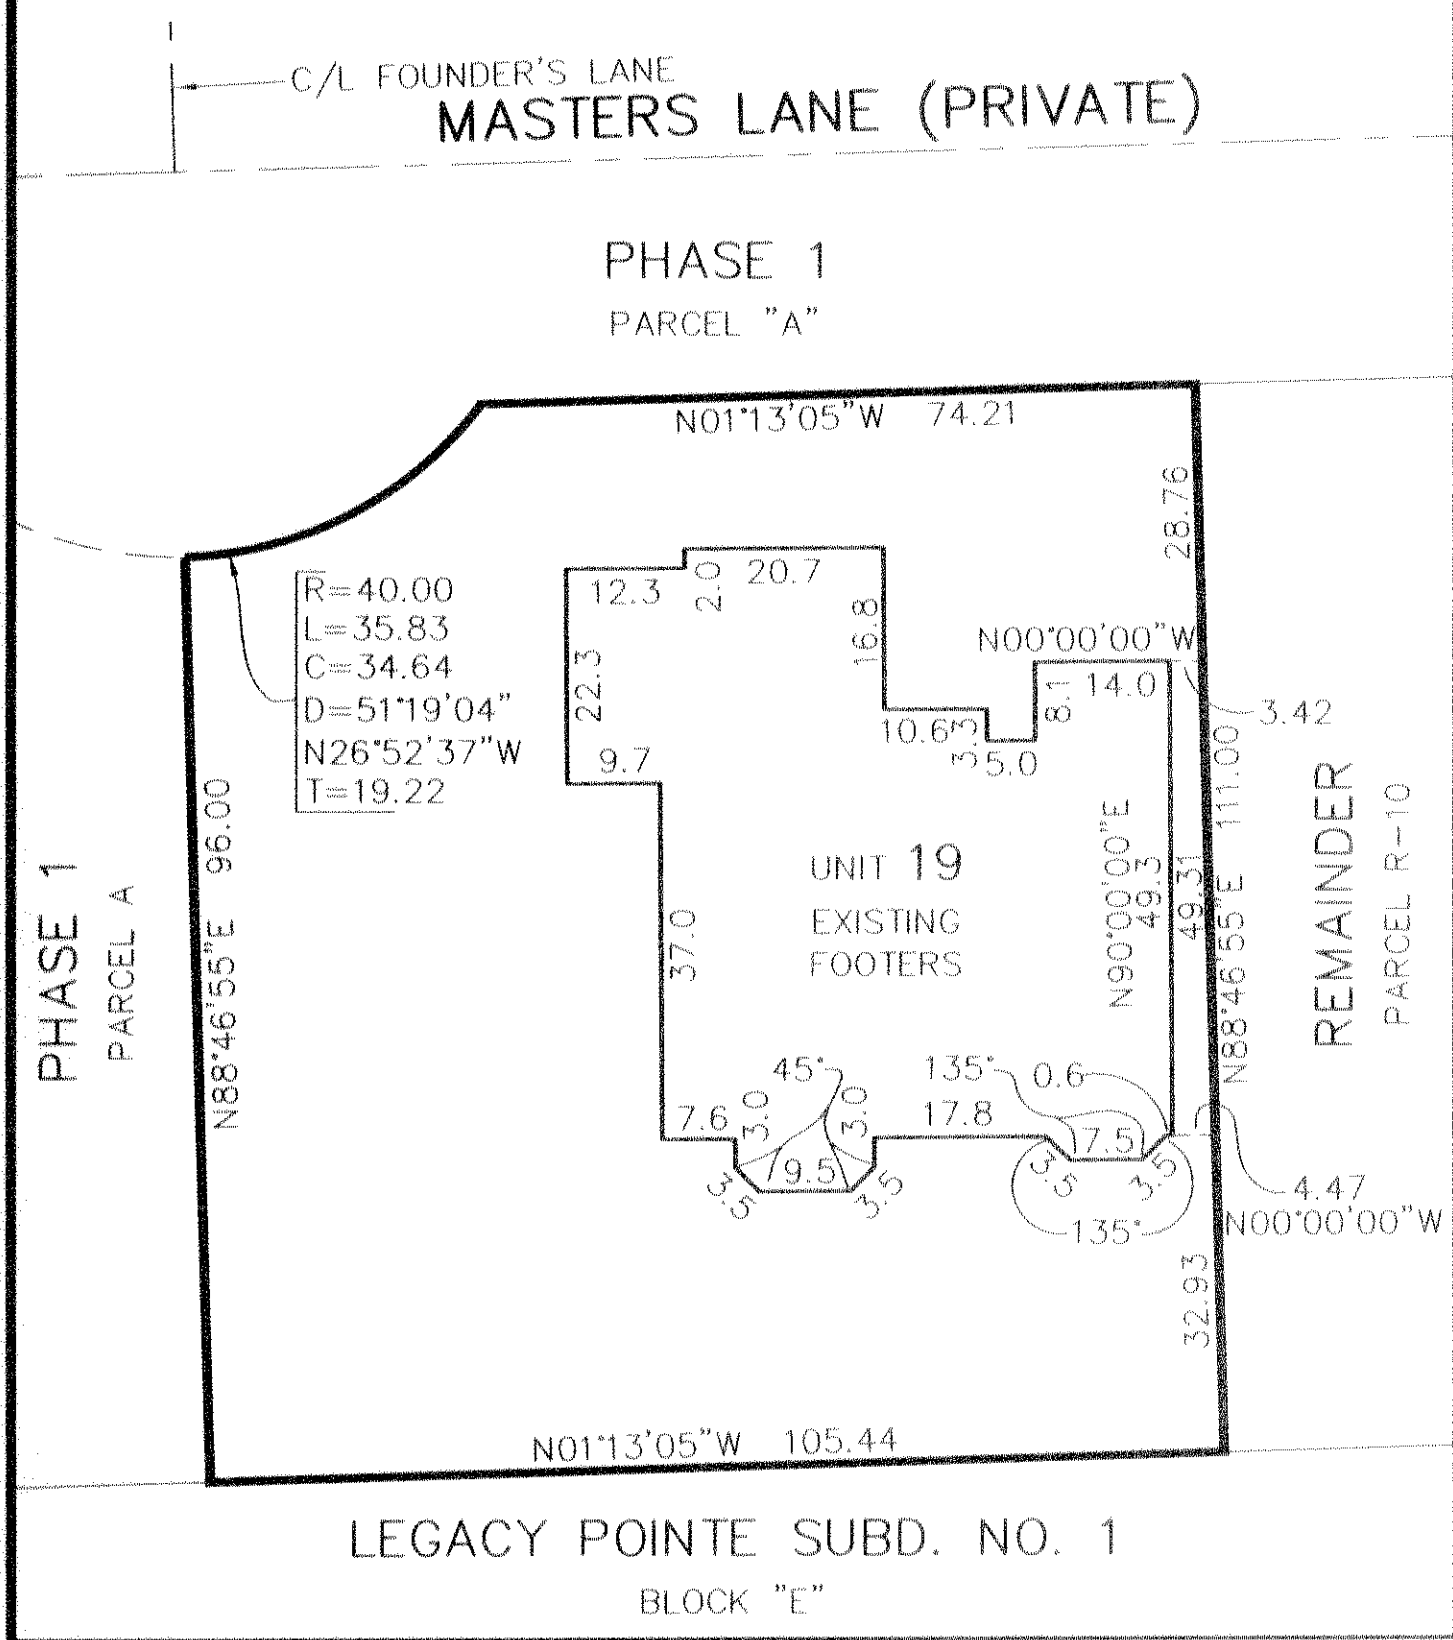 C/L FOUNDER'S LANE
MASTERS LANE (PRIVATE)
PHASE 1
PARCEL "A"
N01°13'05"W 74.21
28.76
R=40.00
L=35.83
C=34.64
D=51°19'04"
N26°52'37"W
T=19.22
12.3
2.0
20.7
16.8
N00°00'00"W
22.3
8.1
14.0
3.42
10.6
3.3
5.0
9.7
N88°46'55"E 96.00
PHASE 1
PARCEL A
UNIT 19
EXISTING
FOOTERS
37.0
N90°00'00"E
49.3
49.31
N88°46'55"E 111.00
REMAINDER
PARCEL R-10
45°
135°
0.6
7.6
3.0
3.0
17.8
7.5
9.5
3.5
3.5
3.5
3.5
135°
4.47
N00°00'00"W
32.93
N01°13'05"W 105.44
LEGACY POINTE SUBD. NO. 1
BLOCK "E"